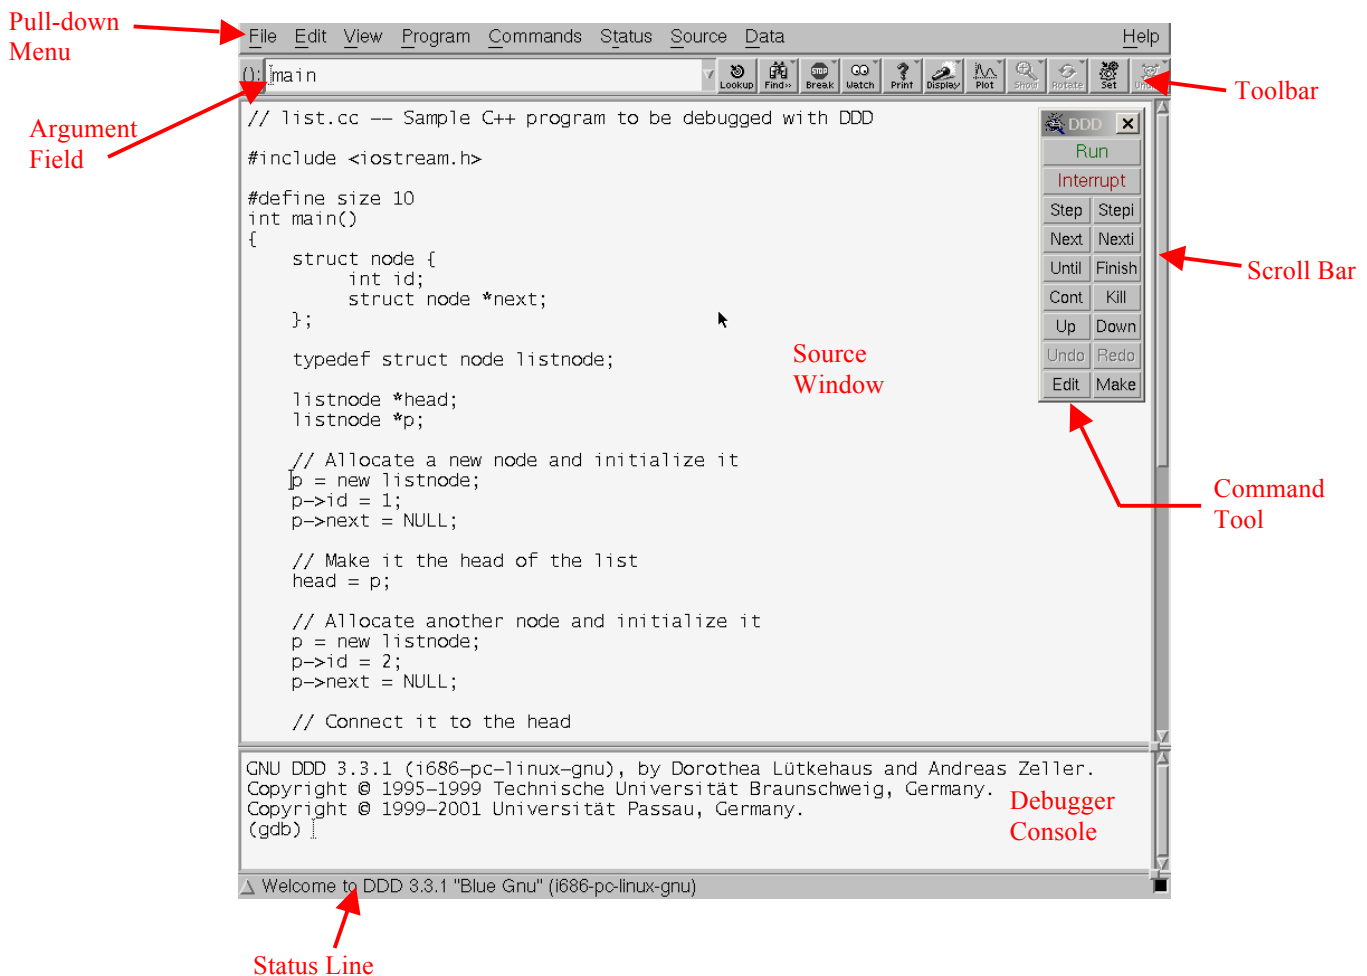 Pull-down
Menu
File Edit View Program Commands Status Source Data Help
(): main
Lookup Find>> Break Watch Print Display Plot Show Rotate Set Undisp
Toolbar
Argument
Field
// list.cc -- Sample C++ program to be debugged with DDD
#include <iostream.h>
#define size 10
int main()
{
struct node {
int id;
struct node *next;
};
typedef struct node listnode;
listnode *head;
listnode *p;
// Allocate a new node and initialize it
p = new listnode;
p->id = 1;
p->next = NULL;
// Make it the head of the list
head = p;
// Allocate another node and initialize it
p = new listnode;
p->id = 2;
p->next = NULL;
// Connect it to the head
Source
Window
DDD
Run
Interrupt
Step Stepi
Next Nexti
Until Finish
Cont Kill
Up Down
Undo Redo
Edit Make
Scroll Bar
Command
Tool
GNU DDD 3.3.1 (i686-pc-linux-gnu), by Dorothea Lütkehaus and Andreas Zeller.
Copyright © 1995-1999 Technische Universität Braunschweig, Germany.
Copyright © 1999-2001 Universität Passau, Germany.
(gdb)
Debugger
Console
Welcome to DDD 3.3.1 "Blue Gnu" (i686-pc-linux-gnu)
Status Line